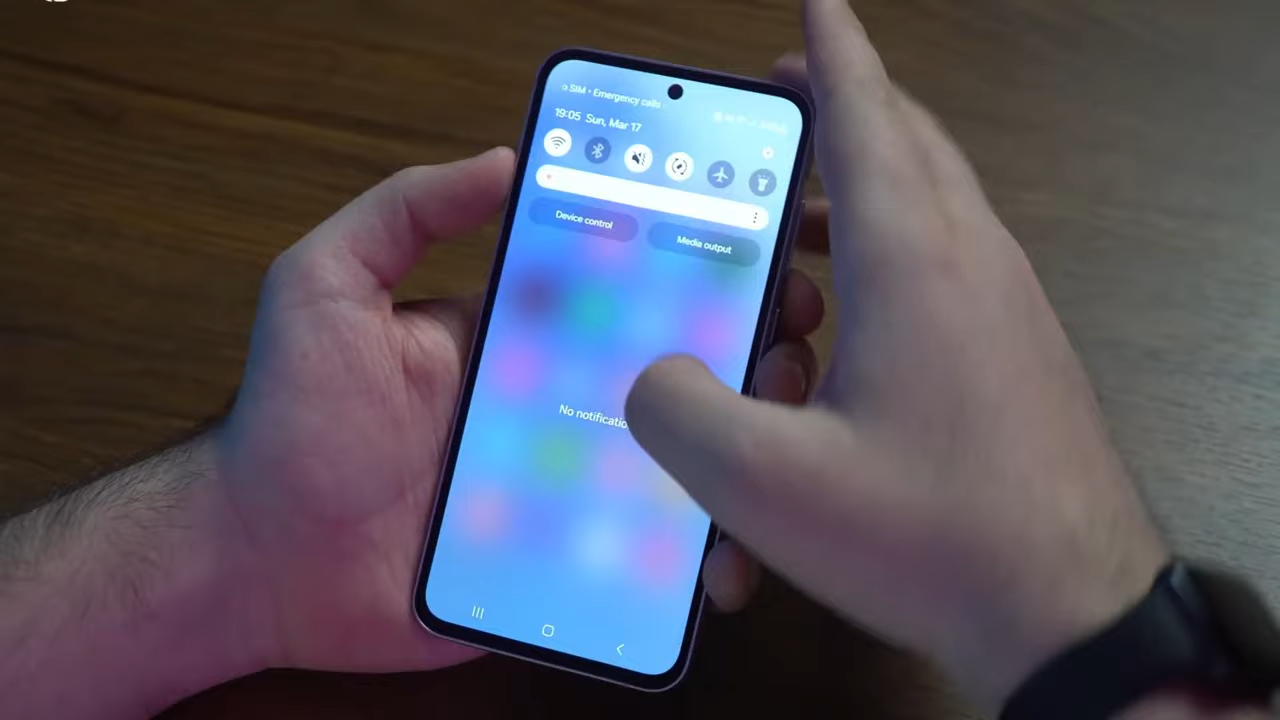 SIM • Emergency calls
19:05 Sun, Mar 17
Device control
Media output
No notificatio